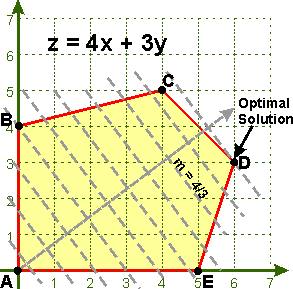 7
z = 4x + 3y
6
C
5
Optimal
Solution
B
4
3
D
m = 4/3
2
1
A
0
E
0 1 2 3 4 5 6 7